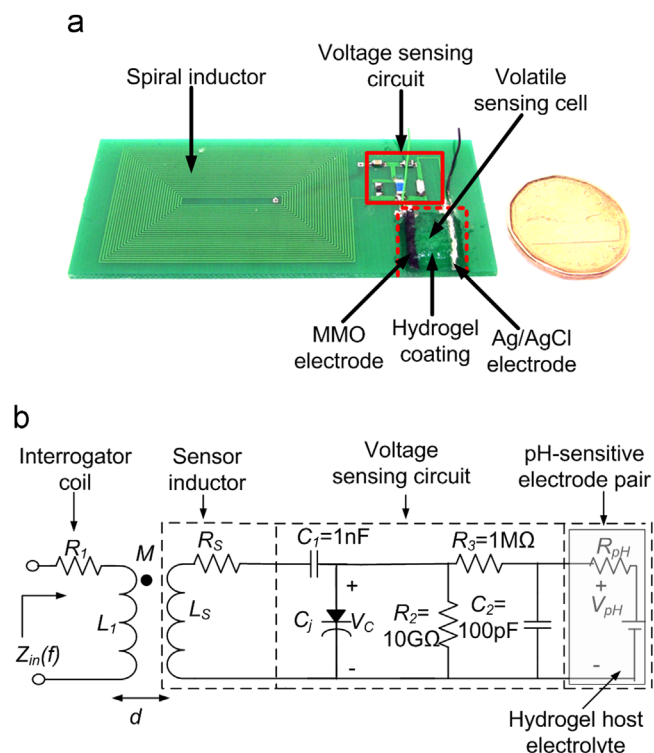 a
Voltage sensing
circuit
Spiral inductor
Volatile
sensing cell
MMO
electrode
Hydrogel
coating
Ag/AgCl
electrode
b
Interrogator
coil
Sensor
inductor
Voltage
sensing circuit
pH-sensitive
electrode pair
R1
M
RS
C1=1nF
R3=1MΩ
RpH
L1
LS
+
Cj
VC
-
R2=
10GΩ
C2=
100pF
+
VpH
-
Zin(f)
d
Hydrogel host
electrolyte